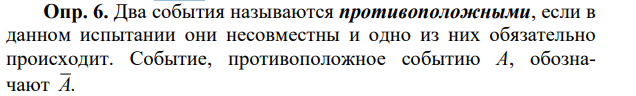 Опр. 6. Два события называются противоположными, если в
данном испытании они несовместны и одно из них обязательно
происходит. Событие, противоположное событию A, обозна-
чают A̅.